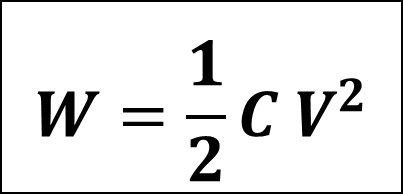 W = 1/2 C V²